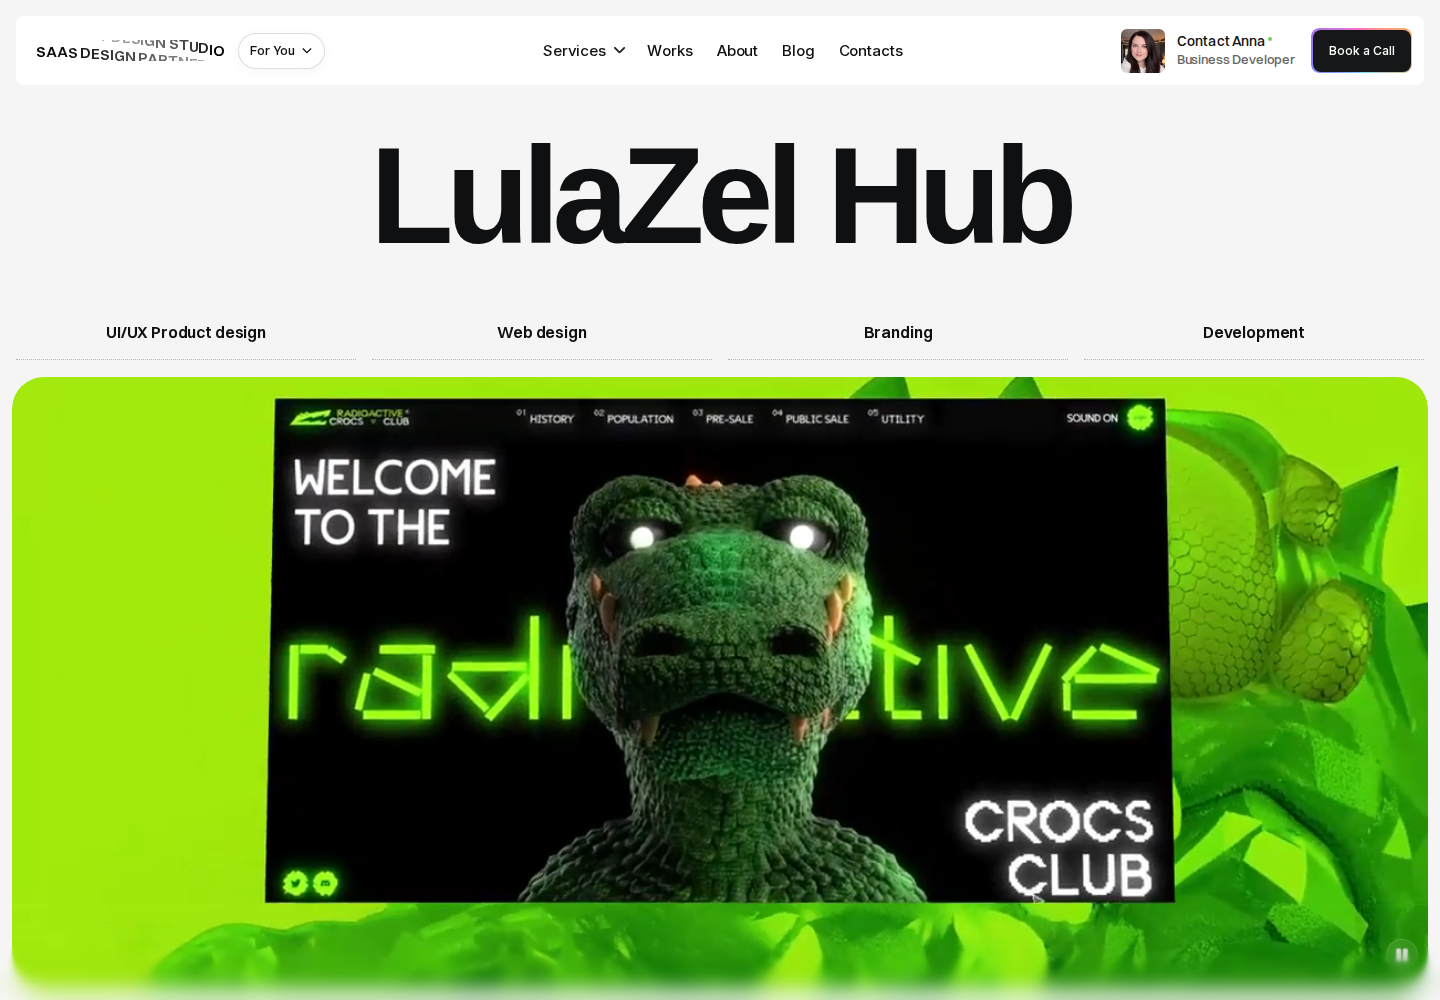 DESIGN STUDIO
SAAS DESIGN
For You
Services
Works
About
Blog
Contacts
Contact Anna
Business Developer
Book a Call
LulaZel Hub
UI/UX Product design
Web design
Branding
Development
RADIOACTIVE
CROCS CLUB
01 HISTORY
02 POPULATION
03 PRE-SALE
04 PUBLIC SALE
05 UTILITY
SOUND ON
WELCOME
TO THE
CROCS
CLUB